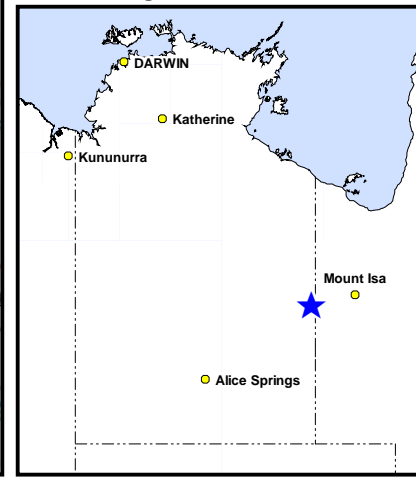 DARWIN
Katherine
Kununurra
Mount Isa
Alice Springs